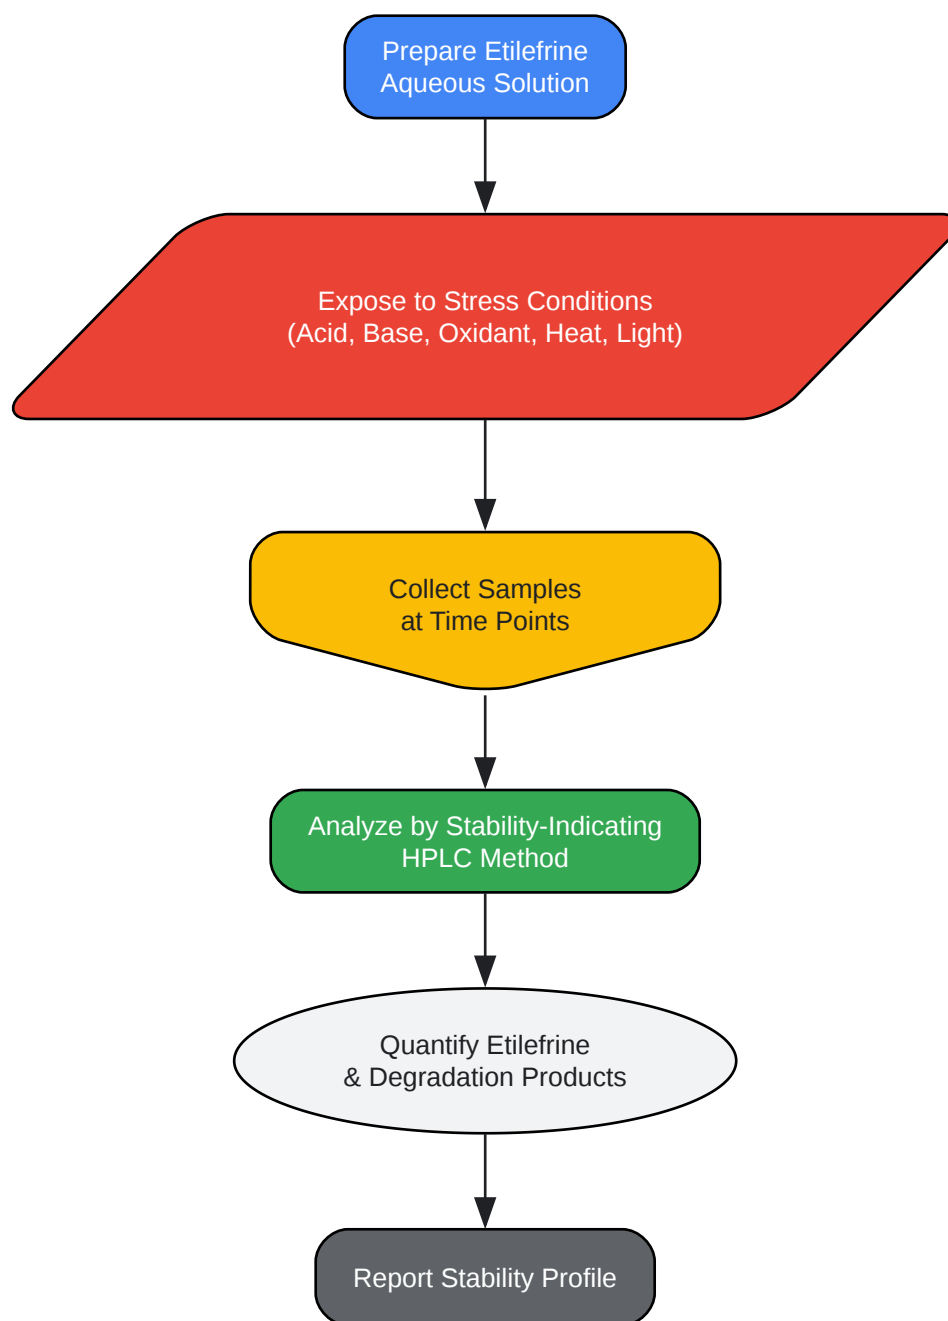 Prepare Etilefrine
Aqueous Solution
Expose to Stress Conditions
(Acid, Base, Oxidant, Heat, Light)
Collect Samples
at Time Points
Analyze by Stability-Indicating
HPLC Method
Quantify Etilefrine
& Degradation Products
Report Stability Profile